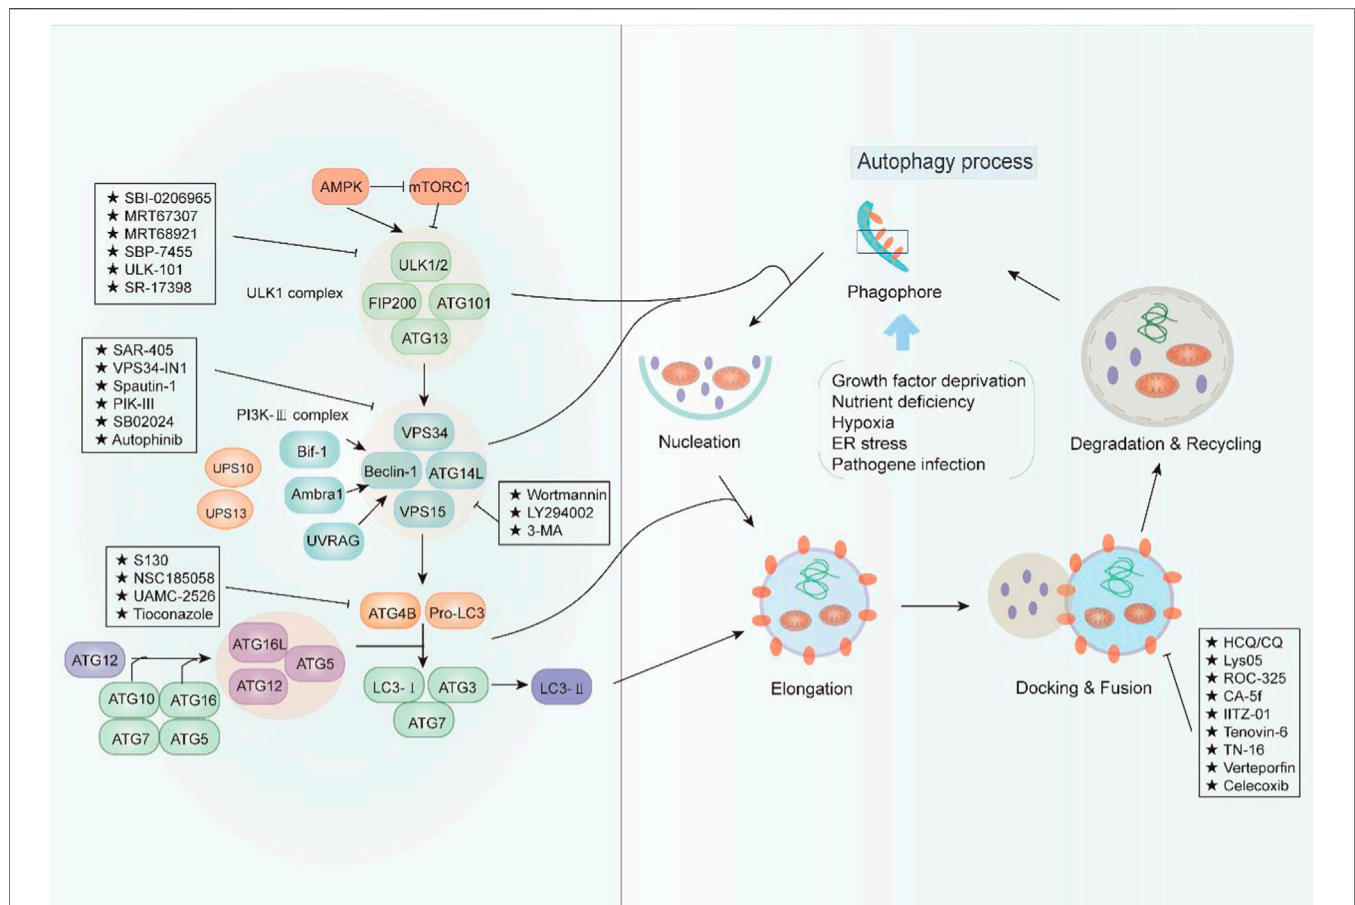 AMPK
mTORC1
★ SBI-0206965
★ MRT67307
★ MRT68921
★ SBP-7455
★ ULK-101
★ SR-17398
ULK1 complex
ULK1/2
FIP200
ATG101
ATG13
★ SAR-405
★ VPS34-IN1
★ Spautin-1
★ PIK-III
★ SB02024
★ Autophinib
PI3K-Ⅲ complex
VPS34
Beclin-1
ATG14L
VPS15
Bif-1
Ambra1
UVRAG
UPS10
UPS13
★ Wortmannin
★ LY294002
★ 3-MA
★ S130
★ NSC185058
★ UAMC-2526
★ Tioconazole
ATG4B
Pro-LC3
ATG12
ATG10
ATG16
ATG7
ATG5
ATG16L
ATG5
ATG12
LC3-Ⅰ
ATG3
ATG7
LC3-Ⅱ
Autophagy process
Phagophore
Growth factor deprivation
Nutrient deficiency
Hypoxia
ER stress
Pathogene infection
Nucleation
Elongation
Docking & Fusion
Degradation & Recycling
★ HCQ/CQ
★ Lys05
★ ROC-325
★ CA-5f
★ IITZ-01
★ Tenovin-6
★ TN-16
★ Verteporfin
★ Celecoxib